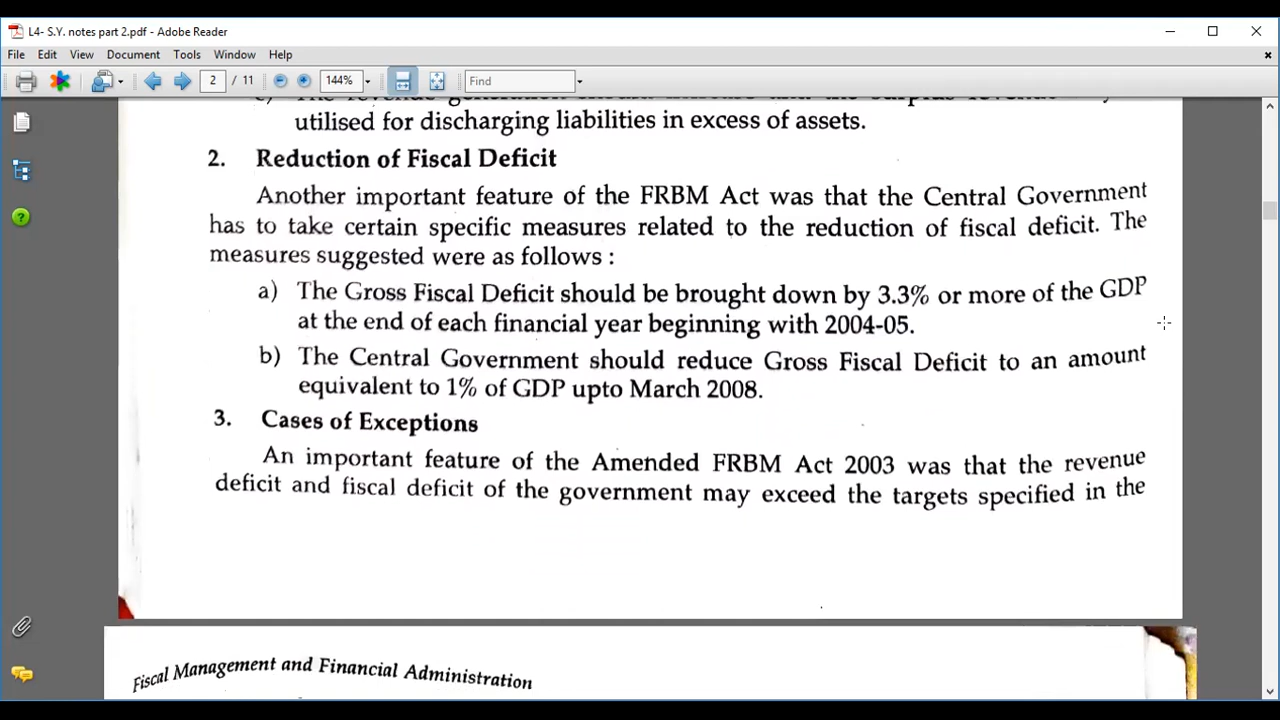 L4- S.Y. notes part 2.pdf - Adobe Reader
File Edit View Document Tools Window Help
2 / 11 144% Find
utilised for discharging liabilities in excess of assets.
2. Reduction of Fiscal Deficit
Another important feature of the FRBM Act was that the Central Government
has to take certain specific measures related to the reduction of fiscal deficit. The
measures suggested were as follows :
a) The Gross Fiscal Deficit should be brought down by 3.3% or more of the GDP
at the end of each financial year beginning with 2004-05.
b) The Central Government should reduce Gross Fiscal Deficit to an amount
equivalent to 1% of GDP upto March 2008.
3. Cases of Exceptions
An important feature of the Amended FRBM Act 2003 was that the revenue
deficit and fiscal deficit of the government may exceed the targets specified in the
Fiscal Management and Financial Administration